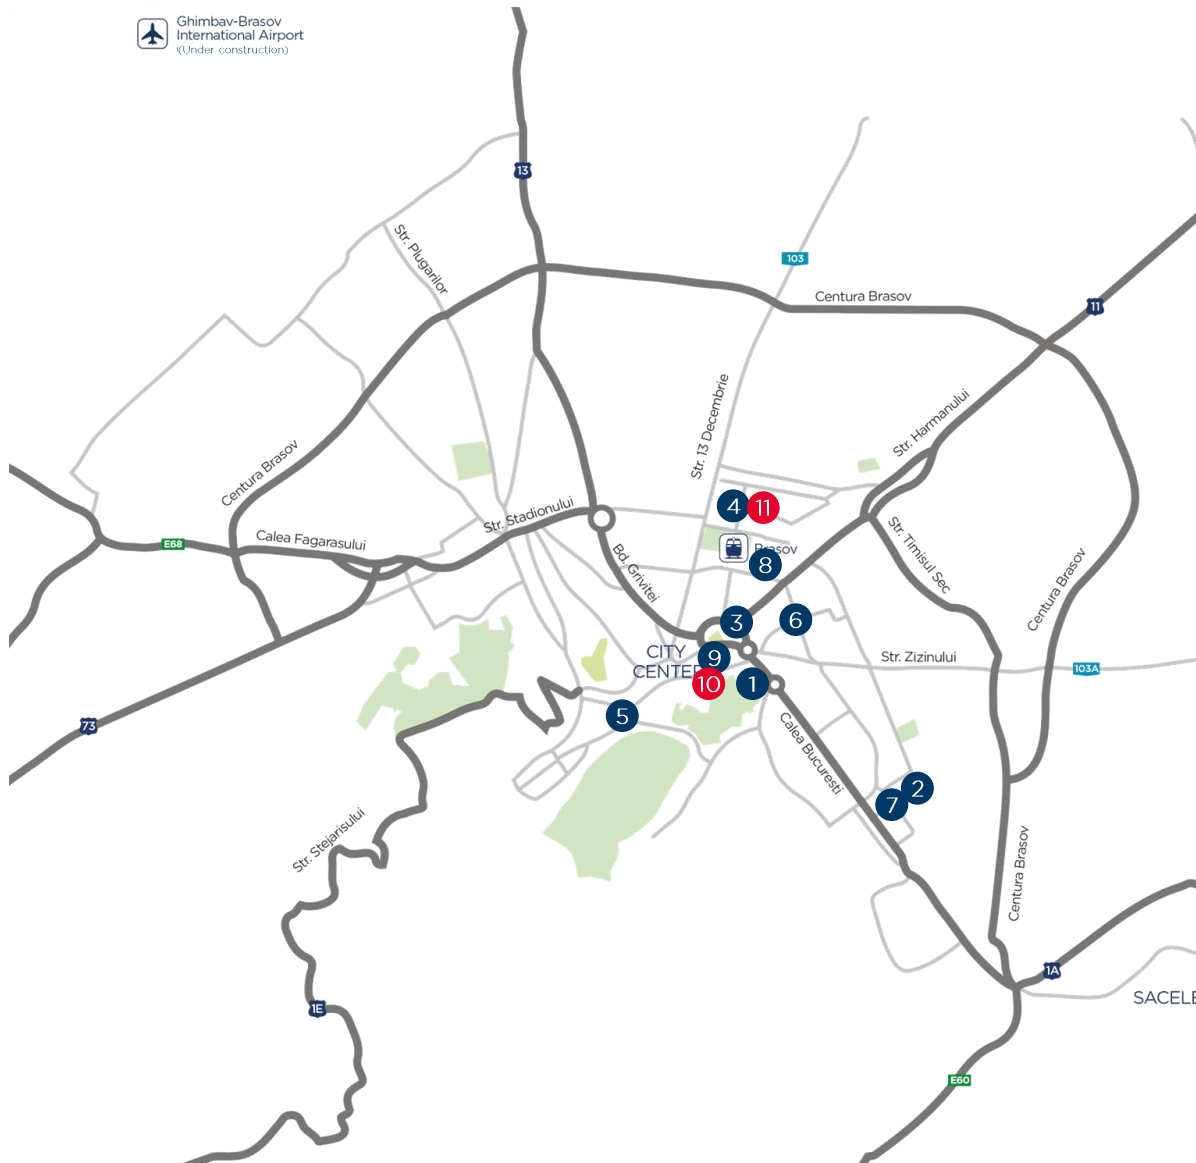 Ghimbav-Brasov
International Airport
(Under construction)
13
Str. Plugarilor
103
Centura Brasov
11
Str. 13 Decembrie
Str. Harmanului
Centura Brasov
Str. Stadionului
4
11
Calea Fagarasului
E68
Str. Timisul Sec
Bd. Grivitei
Brasov
8
Centura Brasov
3
6
CITY
CENTER
9
Str. Zizinului
103A
10
1
5
73
Calea Bucuresti
2
7
Str. Stejarisului
Centura Brasov
1A
SACELE
1E
E60